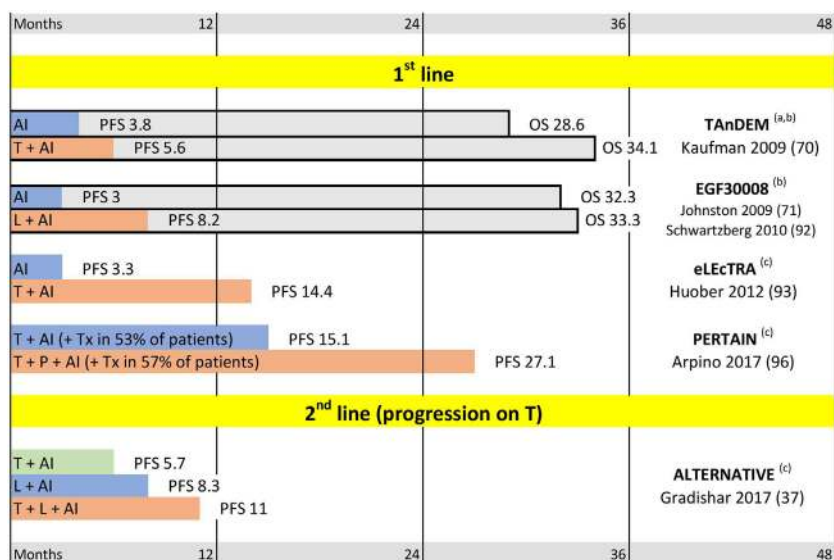 Months 12 24 36 48
1st line
AI PFS 3.8 OS 28.6 TAnDEM (a,b)
T + AI PFS 5.6 OS 34.1 Kaufman 2009 (70)
EGF30008 (b)
AI PFS 3 OS 32.3 Johnston 2009 (71)
L + AI PFS 8.2 OS 33.3 Schwartzberg 2010 (92)
AI PFS 3.3 eLEcTRA (c)
T + AI PFS 14.4 Huober 2012 (93)
T + AI (+ Tx in 53% of patients) PFS 15.1 PERTAIN (c)
T + P + AI (+ Tx in 57% of patients) PFS 27.1 Arpino 2017 (96)
2nd line (progression on T)
T + AI PFS 5.7
L + AI PFS 8.3 ALTERNATIVE (c)
T + L + AI PFS 11 Gradishar 2017 (37)
Months 12 24 36 48